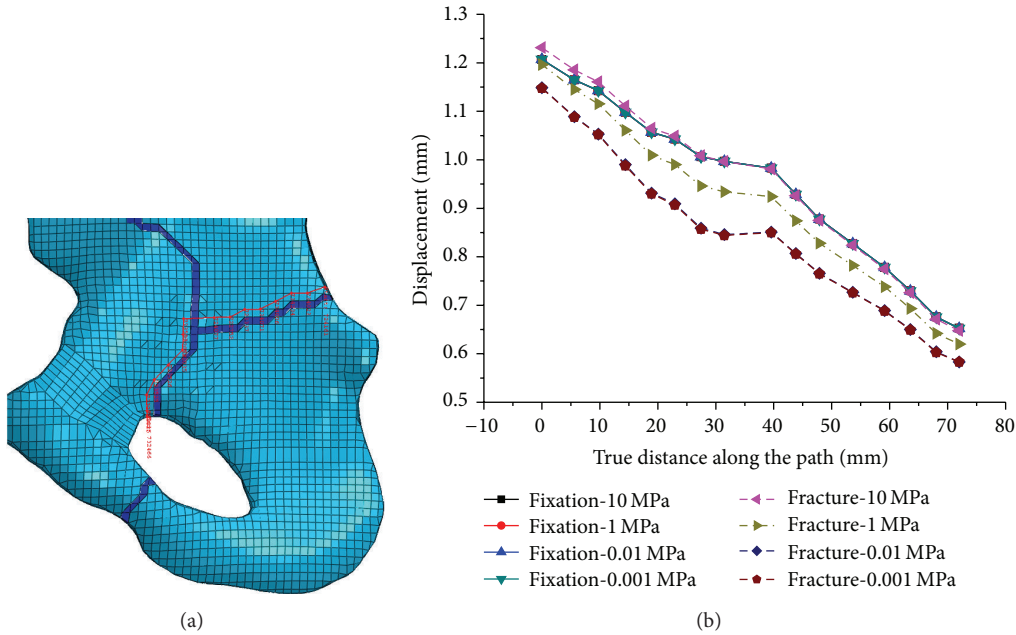 1.3
1.2
1.1
1.0
0.9
0.8
0.7
0.6
0.5
Displacement (mm)
−10 0 10 20 30 40 50 60 70 80
True distance along the path (mm)
Fixation-10 MPa Fracture-10 MPa
Fixation-1 MPa Fracture-1 MPa
Fixation-0.01 MPa Fracture-0.01 MPa
Fixation-0.001 MPa Fracture-0.001 MPa
(a) (b)